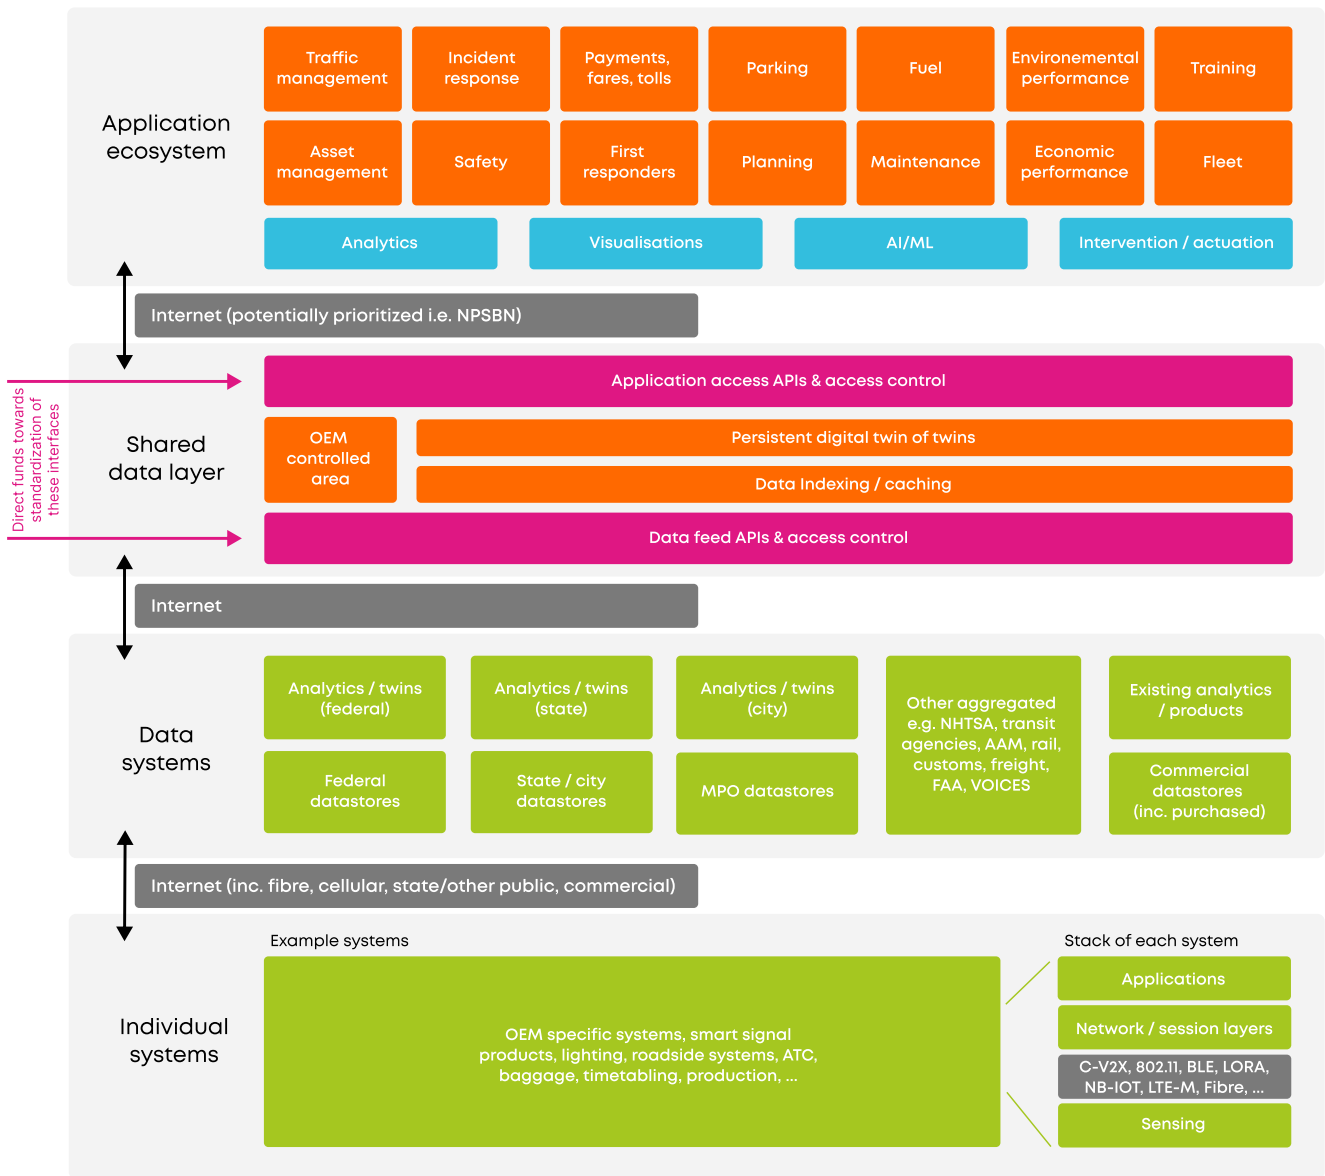 Traffic
management
Incident
response
Payments,
fares, tolls
Parking
Fuel
Environemental
performance
Training
Application
ecosystem
Asset
management
Safety
First
responders
Planning
Maintenance
Economic
performance
Fleet
Analytics
Visualisations
AI/ML
Intervention / actuation
Internet (potentially prioritized i.e. NPSBN)
Direct funds towards
standardization of
these interfaces
Shared
data layer
Application access APIs & access control
OEM
controlled
area
Persistent digital twin of twins
Data Indexing / caching
Data feed APIs & access control
Internet
Data
systems
Analytics / twins
(federal)
Analytics / twins
(state)
Analytics / twins
(city)
Other aggregated
e.g. NHTSA, transit
agencies, AAM, rail,
customs, freight,
FAA, VOICES
Existing analytics
/ products
Federal
datastores
State / city
datastores
MPO datastores
Commercial
datastores
(inc. purchased)
Internet (inc. fibre, cellular, state/other public, commercial)
Individual
systems
Example systems
OEM specific systems, smart signal
products, lighting, roadside systems, ATC,
baggage, timetabling, production, ...
Stack of each system
Applications
Network / session layers
C-V2X, 802.11, BLE, LORA,
NB-IOT, LTE-M, Fibre, ...
Sensing